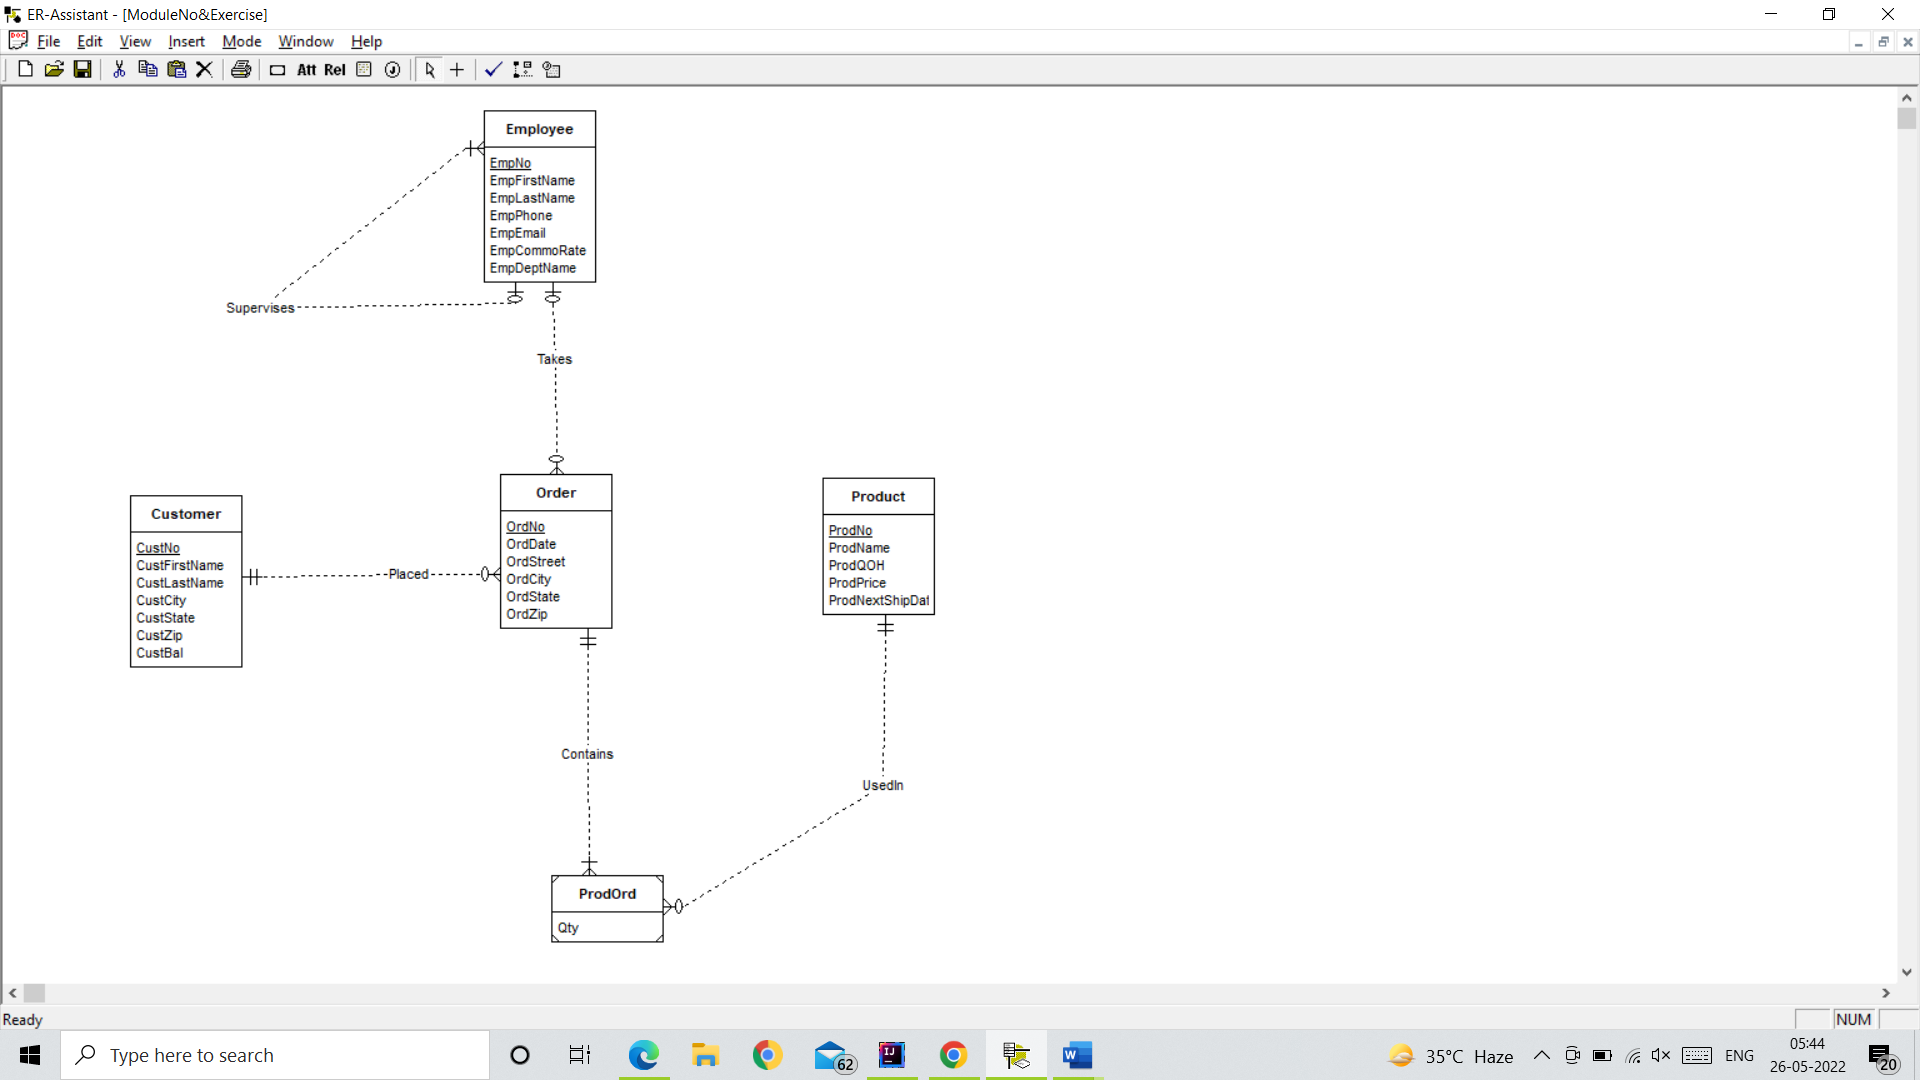 ER-Assistant - [ModuleNo&Exercise]
File Edit View Insert Mode Window Help
Att Rel
Employee
EmpNo
EmpFirstName
EmpLastName
EmpPhone
EmpEmail
EmpCommoRate
EmpDeptName
Supervises
Takes
Customer
CustNo
CustFirstName
CustLastName
CustCity
CustState
CustZip
CustBal
Placed
Order
OrdNo
OrdDate
OrdStreet
OrdCity
OrdState
OrdZip
Product
ProdNo
ProdName
ProdQOH
ProdPrice
ProdNextShipDat
Contains
UsedIn
ProdOrd
Qty
Ready
NUM
Type here to search
62
IJ
W
35°C Haze
ENG
05:44
26-05-2022
20